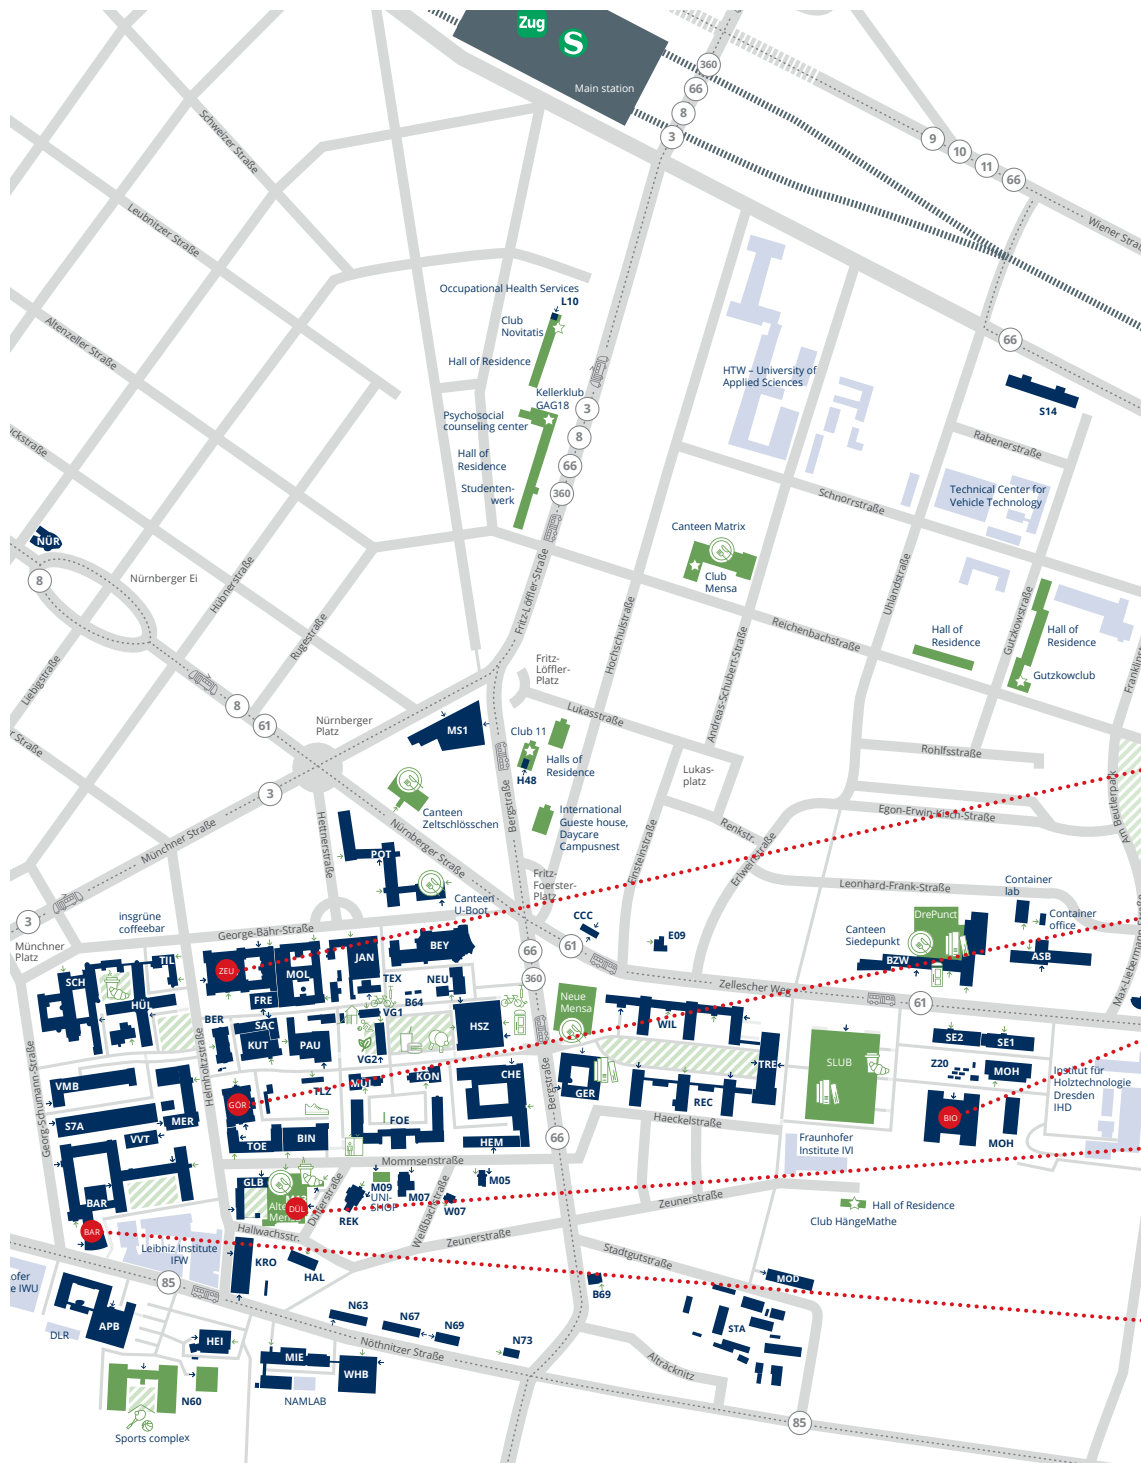 Zug
S
Main station
360
66
8
3
9
10
11
66
Wiener
Schweizer Straße
Leubnitzer Straße
Altenzeller Straße
Occupational Health Services
L10
Club
Novitatis
Hall of Residence
Kellerklub
GAG18
Psychosocial
counseling center
Hall of
Residence
Studenten-
werk
3
8
66
360
HTW – University of
Applied Sciences
66
S14
Rabenerstraße
Technical Center for
Vehicle Technology
Schnorrstraße
Canteen Matrix
Club
Mensa
NÜR
8
Nürnberger Ei
Hübnerstraße
Rugestraße
Liebigstraße
Fritz-Löffler-Straße
Hochschulstraße
Andreas-Schubert-Straße
Reichenbachstraße
Uhlandstraße
Gutzkowstraße
Hall of
Residence
Hall of
Residence
Gutzkowclub
8
61
Nürnberger
Platz
Fritz-
Löffler-
Platz
Lukasstraße
MS1
Club 11
Halls of
Residence
H48
Lukas-
platz
Rohlfsstraße
3
Canteen
Zeltschlösschen
International
Gueste house,
Daycare
Campusnest
Bergstraße
Münchner Straße
Hettnerstraße
Nürnberger Straße
Einsteinstraße
Renkstr.
Erlweinstraße
Egon-Erwin-Kisch-Straße
Am Beutlerpark
POT
Canteen
U-Boot
Fritz-
Foerster-
Platz
Leonhard-Frank-Straße
Container
lab
Container
office
3
Münchner
Platz
insgrüne
coffeebar
George-Bähr-Straße
CCC
E09
61
66
360
DrePunct
Canteen
Siedepunkt
BZW
ASB
Zellescher Weg
61
SCH
TIL
HÜL
ZEU
MOL
JAN
BEY
TEX
NEU
FRE
B64
VG1
BER
SAC
KUT
PAU
VG2
HSZ
Neue
Mensa
WIL
TRE
SLUB
SE2
SE1
Z20
MOH
Institut für
Holztechnologie
Dresden
IHD
Georg-Schumann-Straße
Helmholtzstraße
VMB
S7A
MER
VVT
GÖR
TOE
BIN
FOE
KON
CHE
HEM
GER
REC
Haeckelstraße
Bergstraße
BIO
MOH
Fraunhofer
Institute IVI
66
Mommsenstraße
GLB
DÜL
Dülferstraße
REK
M09
UNI-
SHOP
M07
W07
M05
Weißbachstraße
Zeunerstraße
Zeunerstraße
Hall of Residence
Club HängeMathe
BAR
BAR
Leibniz Institute
IFW
Hallwachsstr.
KRO
HAL
Stadtgutstraße
MOD
B69
85
STA
DLR
APB
HEI
N63
N67
N69
N73
Nöthnitzer Straße
MIE
WHB
NAMLAB
N60
Sports complex
Alträcknitz
85